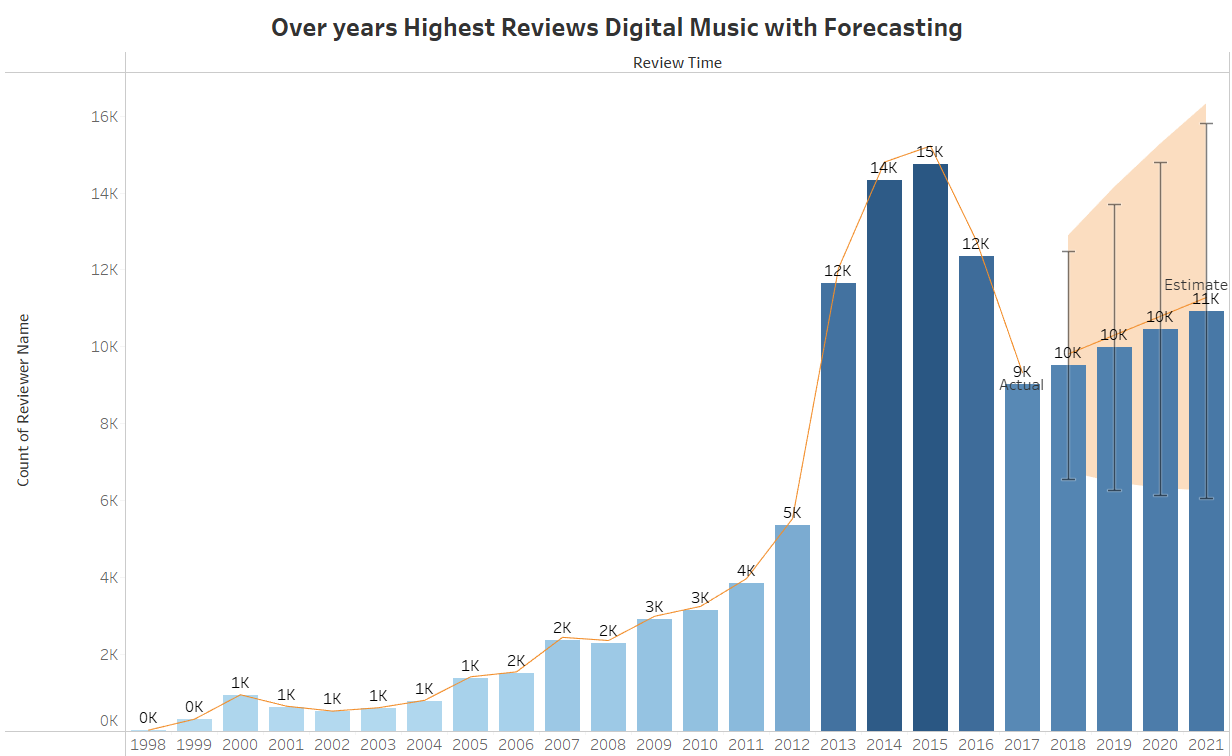 Over years Highest Reviews Digital Music with Forecasting
Review Time
Count of Reviewer Name
16K
14K
12K
10K
8K
6K
4K
2K
0K
0K
0K
1K
1K
1K
1K
1K
1K
2K
2K
2K
3K
3K
4K
5K
12K
14K
15K
12K
9K
Actual
10K
10K
10K
Estimate
11K
1998 1999 2000 2001 2002 2003 2004 2005 2006 2007 2008 2009 2010 2011 2012 2013 2014 2015 2016 2017 2018 2019 2020 2021